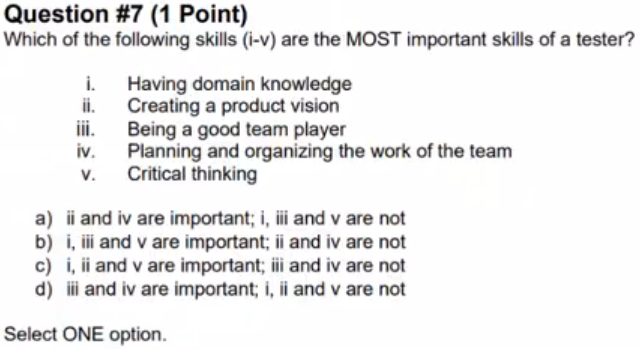 Question #7 (1 Point)
Which of the following skills (i-v) are the MOST important skills of a tester?
i. Having domain knowledge
ii. Creating a product vision
iii. Being a good team player
iv. Planning and organizing the work of the team
v. Critical thinking
a) ii and iv are important; i, iii and v are not
b) i, iii and v are important; ii and iv are not
c) i, ii and v are important; iii and iv are not
d) iii and iv are important; i, ii and v are not
Select ONE option.